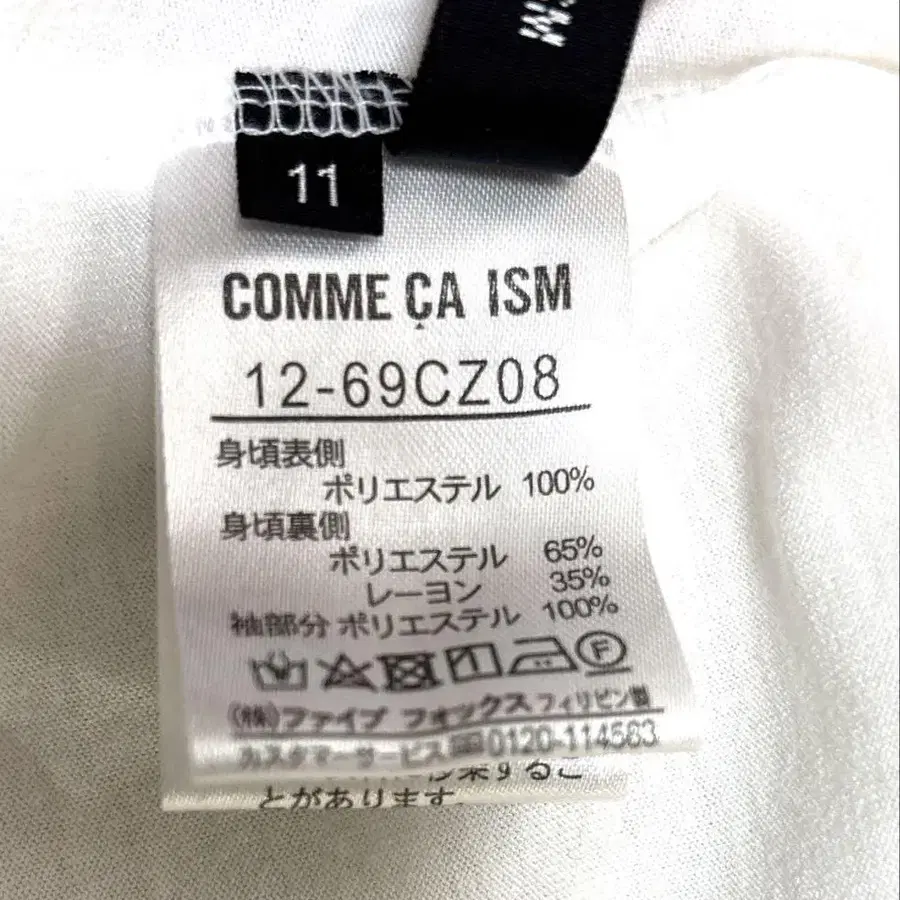 11
COMME ÇA ISM
12-69CZ08
身頃表側
ポリエステル 100%
身頃裏側
ポリエステル 65%
レーヨン 35%
袖部分 ポリエステル 100%
F
(株)ファイブ フォックス フィリピン製
カスタマーサービス 0120-114563
することがあります